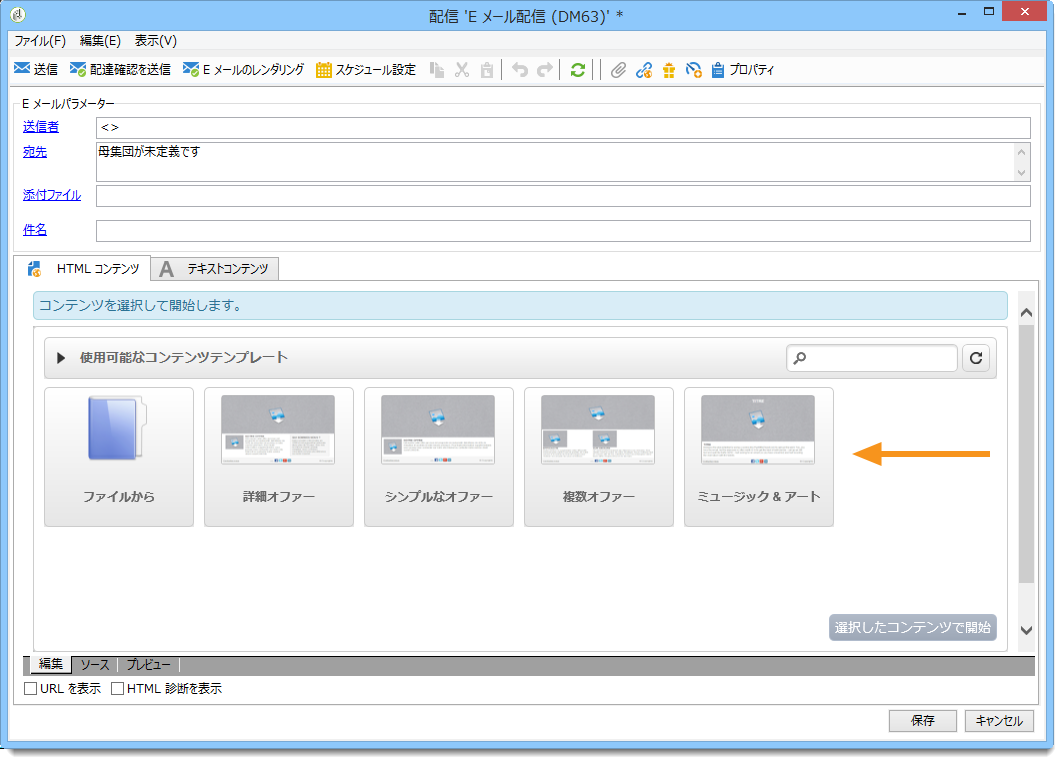 配信 'E メール配信 (DM63)' *
ファイル(F) 編集(E) 表示(V)
送信 配達確認を送信 E メールのレンダリング スケジュール設定 プロパティ
E メールパラメーター
送信者 <>
宛先 母集団が未定義です
添付ファイル
件名
HTML コンテンツ A テキストコンテンツ
コンテンツを選択して開始します。
使用可能なコンテンツテンプレート
ファイルから 詳細オファー シンプルなオファー 複数オファー ミュージック & アート
選択したコンテンツで開始
編集 ソース プレビュー
URL を表示 HTML 診断を表示
保存 キャンセル